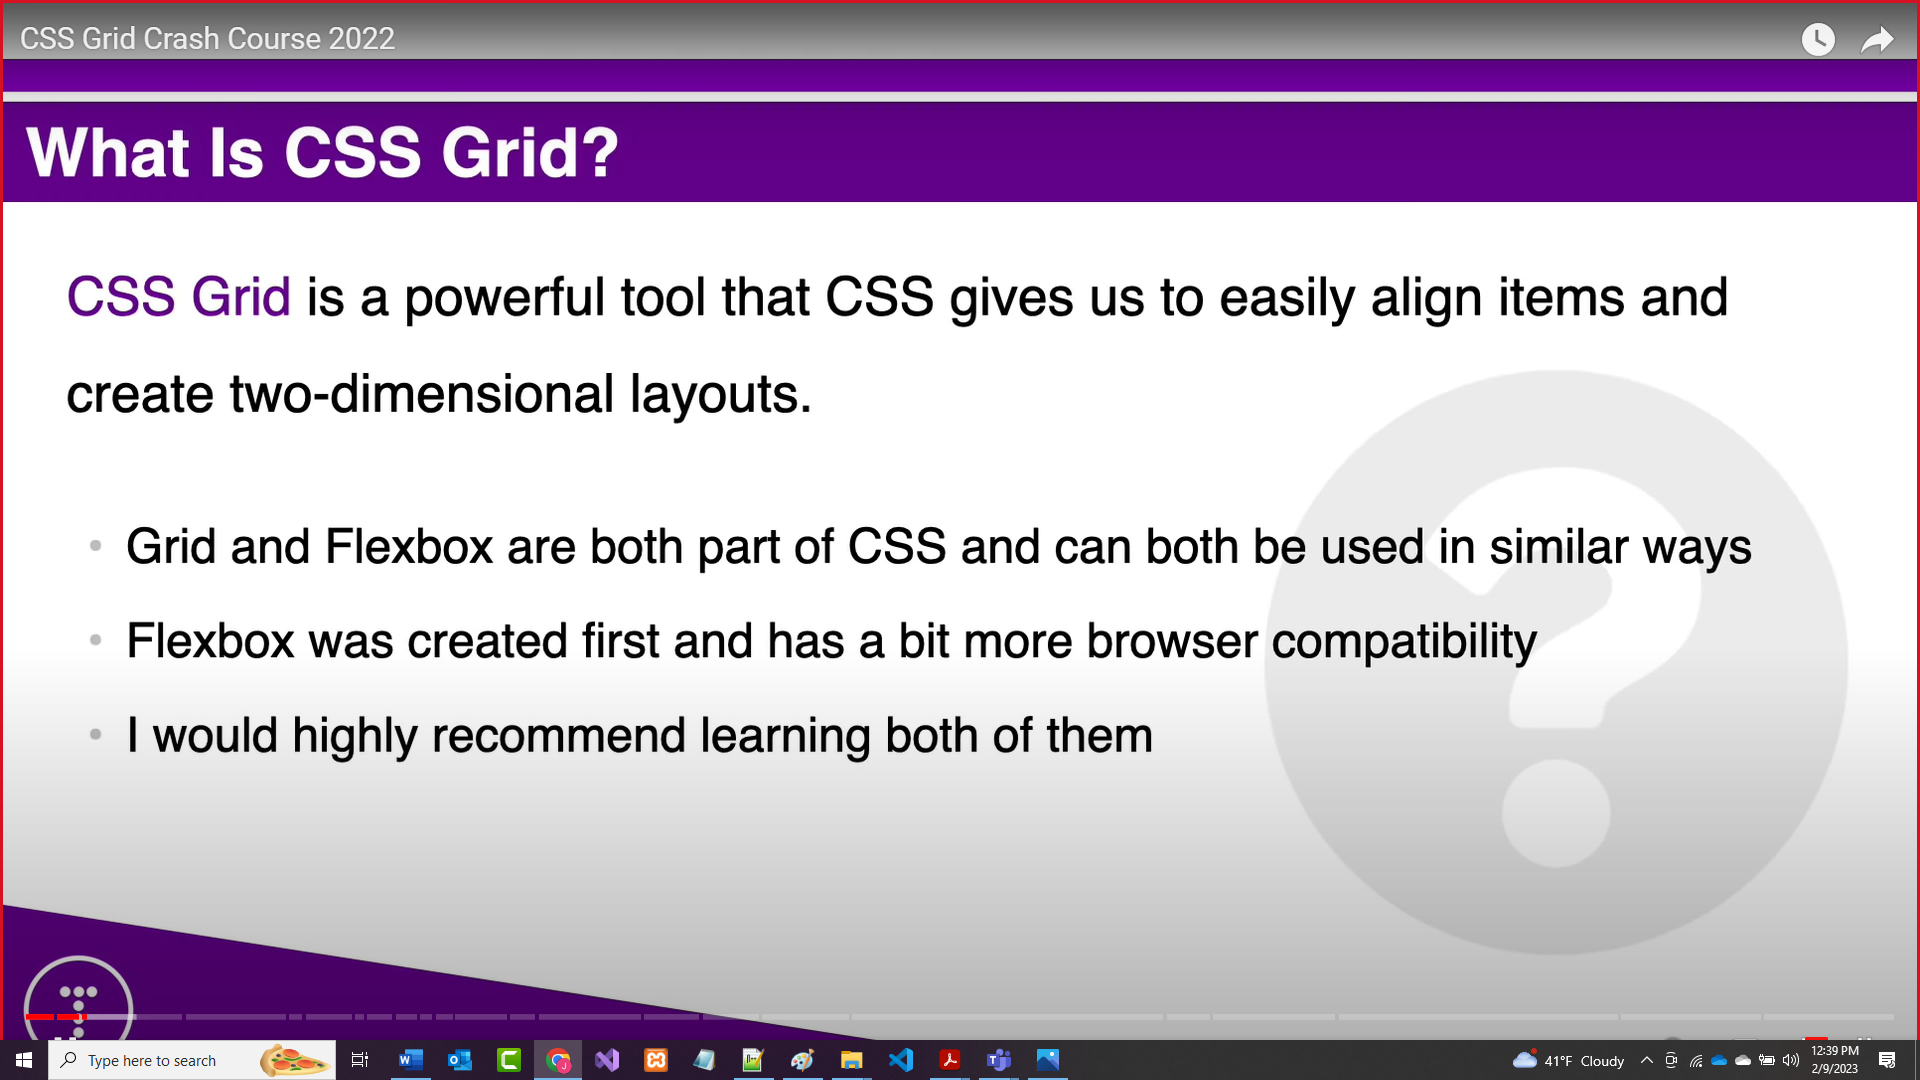 CSS Grid Crash Course 2022
What Is CSS Grid?
CSS Grid is a powerful tool that CSS gives us to easily align items and
create two-dimensional layouts.
• Grid and Flexbox are both part of CSS and can both be used in similar ways
• Flexbox was created first and has a bit more browser compatibility
• I would highly recommend learning both of them
Type here to search
41°F Cloudy
12:39 PM
2/9/2023